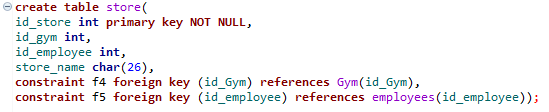 create table store(
id_store int primary key NOT NULL,
id_gym int,
id_employee int,
store_name char(26),
constraint f4 foreign key (id_Gym) references Gym(id_Gym),
constraint f5 foreign key (id_employee) references employees(id_employee));